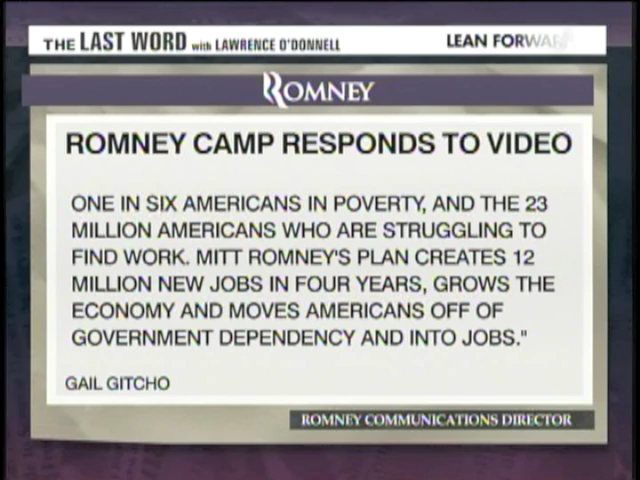 THE LAST WORD with LAWRENCE O'DONNELL
LEAN FORWARD
ROMNEY
ROMNEY CAMP RESPONDS TO VIDEO
ONE IN SIX AMERICANS IN POVERTY, AND THE 23
MILLION AMERICANS WHO ARE STRUGGLING TO
FIND WORK. MITT ROMNEY'S PLAN CREATES 12
MILLION NEW JOBS IN FOUR YEARS, GROWS THE
ECONOMY AND MOVES AMERICANS OFF OF
GOVERNMENT DEPENDENCY AND INTO JOBS."
GAIL GITCHO
ROMNEY COMMUNICATIONS DIRECTOR